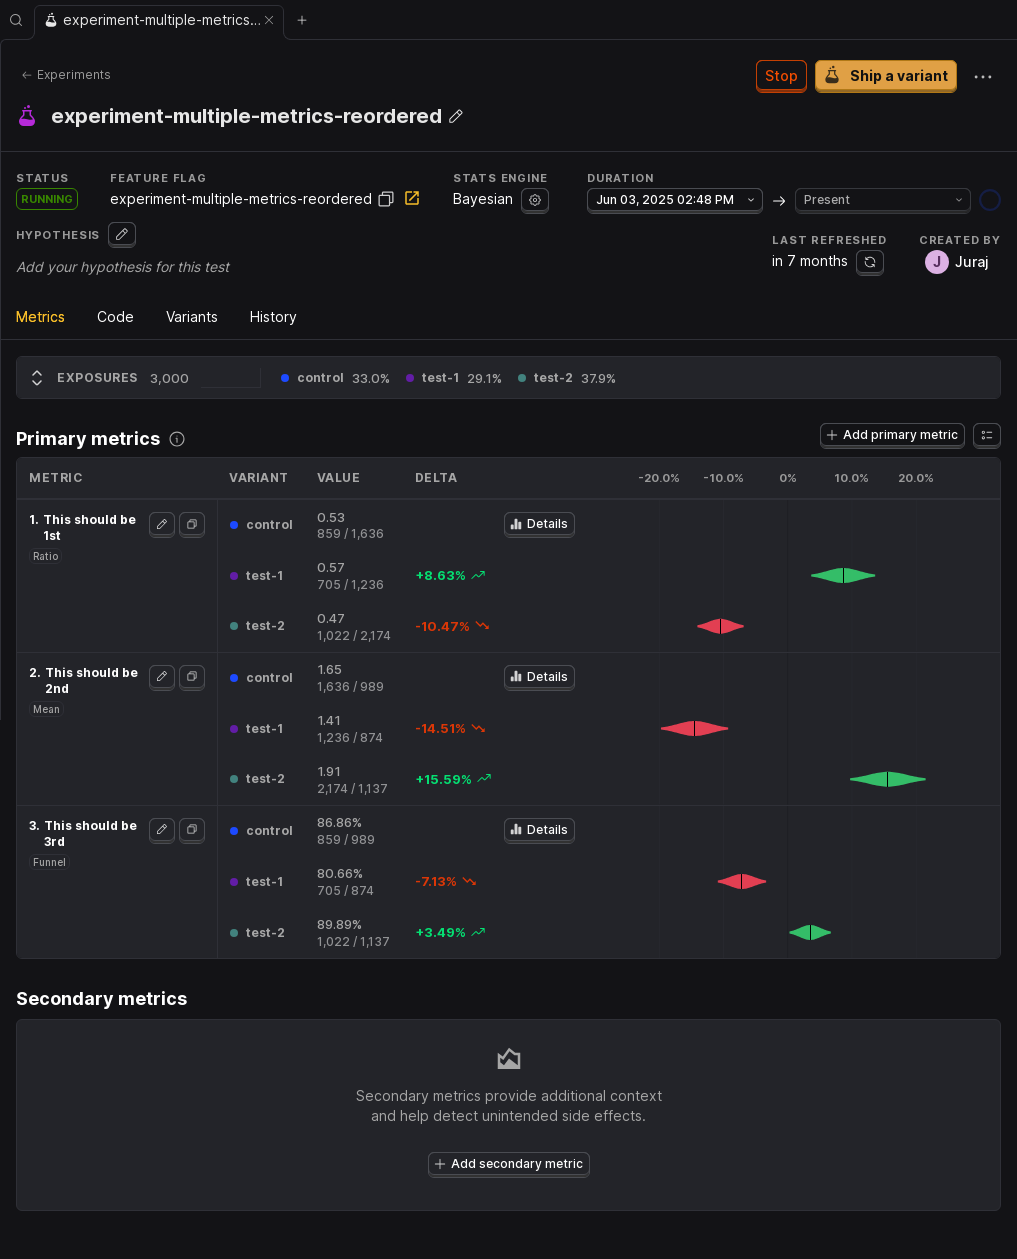 experiment-multiple-metrics...
Experiments
Stop
Ship a variant
experiment-multiple-metrics-reordered
STATUS
FEATURE FLAG
STATS ENGINE
DURATION
RUNNING
experiment-multiple-metrics-reordered
Bayesian
Jun 03, 2025 02:48 PM
Present
HYPOTHESIS
LAST REFRESHED
CREATED BY
Add your hypothesis for this test
in 7 months
J
Juraj
Metrics
Code
Variants
History
EXPOSURES 3,000 control 33.0% test-1 29.1% test-2 37.9%
Primary metrics
Add primary metric
METRIC VARIANT VALUE DELTA -20.0% -10.0% 0% 10.0% 20.0%
1. This should be
1st
Ratio
control
0.53
859 / 1,636
Details
test-1
0.57
705 / 1,236
+8.63%
test-2
0.47
1,022 / 2,174
-10.47%
2. This should be
2nd
Mean
control
1.65
1,636 / 989
Details
test-1
1.41
1,236 / 874
-14.51%
test-2
1.91
2,174 / 1,137
+15.59%
3. This should be
3rd
Funnel
control
86.86%
859 / 989
Details
test-1
80.66%
705 / 874
-7.13%
test-2
89.89%
1,022 / 1,137
+3.49%
Secondary metrics
Secondary metrics provide additional context
and help detect unintended side effects.
Add secondary metric